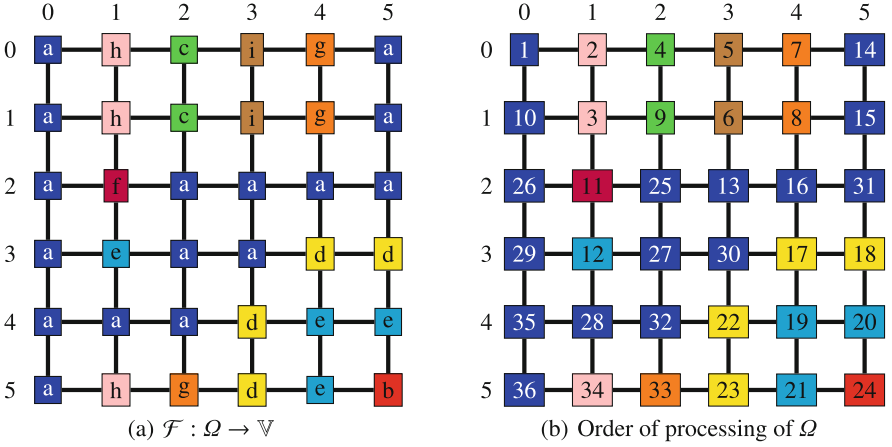 0 1 2 3 4 5 0 1 2 3 4 5
0 a h c i g a 0 1 2 4 5 7 14
1 a h c i g a 1 10 3 9 6 8 15
2 a f a a a a 2 26 11 25 13 16 31
3 a e a a d d 3 29 12 27 30 17 18
4 a a a d e e 4 35 28 32 22 19 20
5 a h g d e b 5 36 34 33 23 21 24
(a) ℱ : Ω → 𝕍 (b) Order of processing of Ω